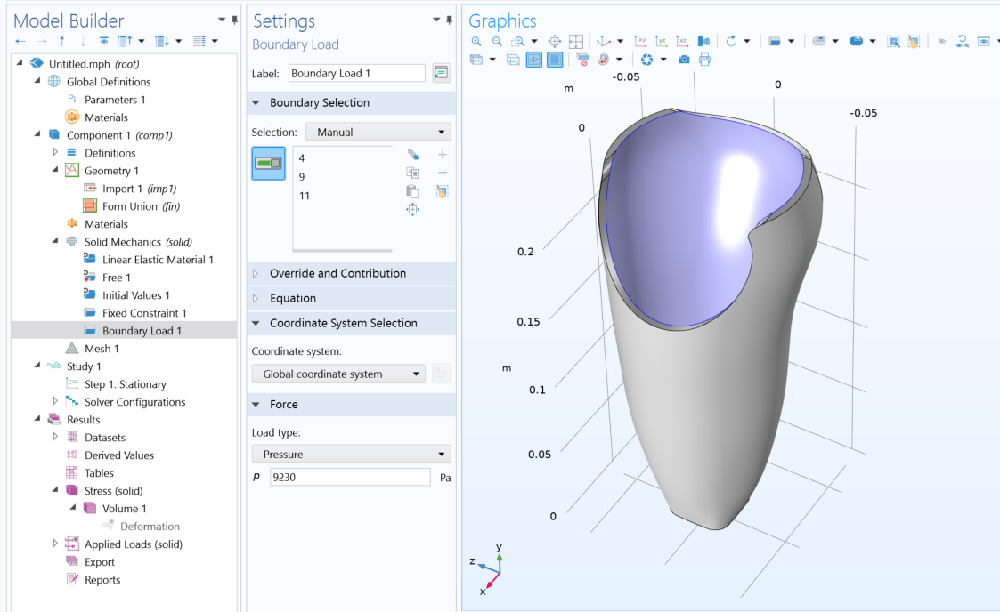 Model Builder
Untitled.mph (root)
Global Definitions
Pi Parameters 1
Materials
Component 1 (comp1)
Definitions
Geometry 1
Import 1 (imp1)
Form Union (fin)
Materials
Solid Mechanics (solid)
Linear Elastic Material 1
Free 1
Initial Values 1
Fixed Constraint 1
Boundary Load 1
Mesh 1
Study 1
Step 1: Stationary
Solver Configurations
Results
Datasets
Derived Values
Tables
Stress (solid)
Volume 1
Deformation
Applied Loads (solid)
Export
Reports
Settings
Boundary Load
Label: Boundary Load 1
Boundary Selection
Selection: Manual
4
9
11
Override and Contribution
Equation
Coordinate System Selection
Coordinate system:
Global coordinate system
Force
Load type:
Pressure
p 9230 Pa
Graphics
xy yz xz
m
-0.05
0
-0.05
0
0.2
0.15
m
0.1
0.05
0
y
z
x